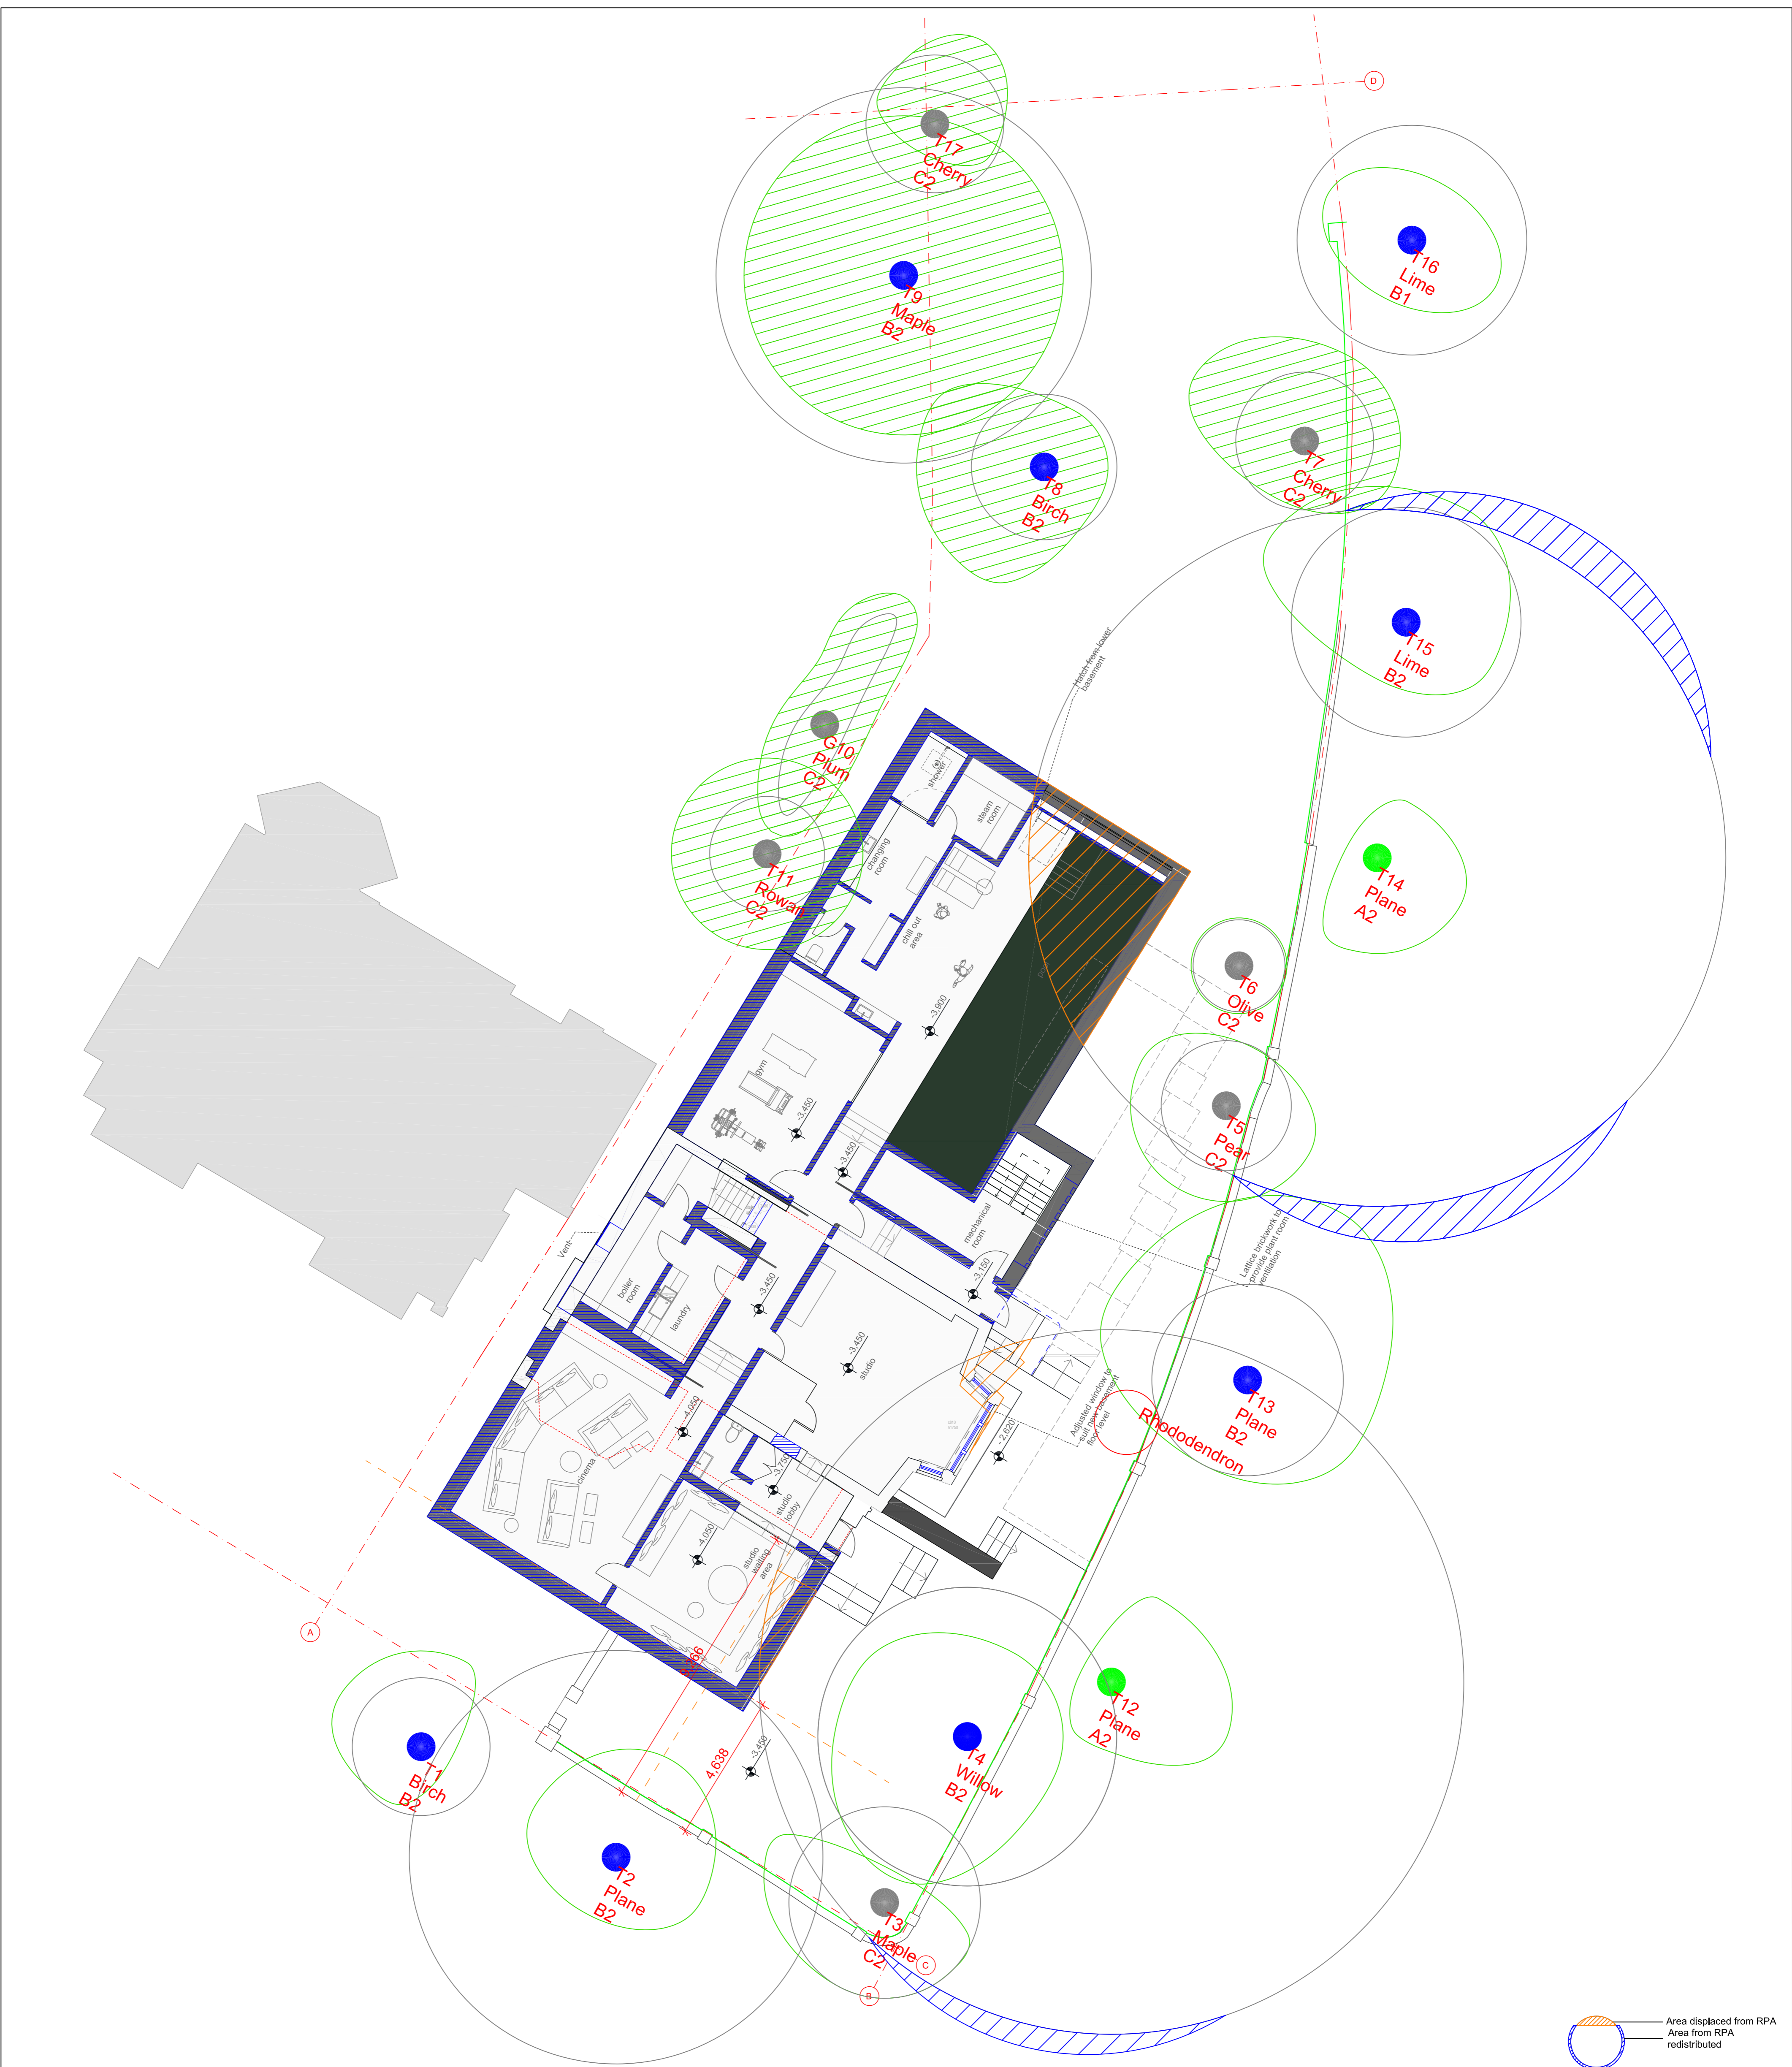 D
T17
Cherry
C2
T16
Lime
B1
T9
Maple
B2
T7
Cherry
C2
T8
Birch
B2
T15
Lime
B2
Hatch from lower
basement
G10
Plum
C2
shower
steam
room
changing
room
T11
Rowan
C2
T14
Plane
A2
chill out
area
T6
Olive
C2
-3.900
gym
-3.450
T5
Pear
C2
-3.450
mechanical
room
Lattice brickwork to
provide plant room
ventilation
Vent
boiler
room
laundry
-3.450
-3.150
-3.450
studio
T13
Plane
B2
Adjusted window to
suit new basement
floor level
Rhododendron
-4.050
-2.620
cinema
-3.750
studio
lobby
-4.050
studio
waiting
area
A
T12
Plane
A2
T1
Birch
B2
4,638
-3.450
T4
Willow
B2
T2
Plane
B2
T3
Maple
C2
C
B
Area displaced from RPA
Area from RPA
redistributed